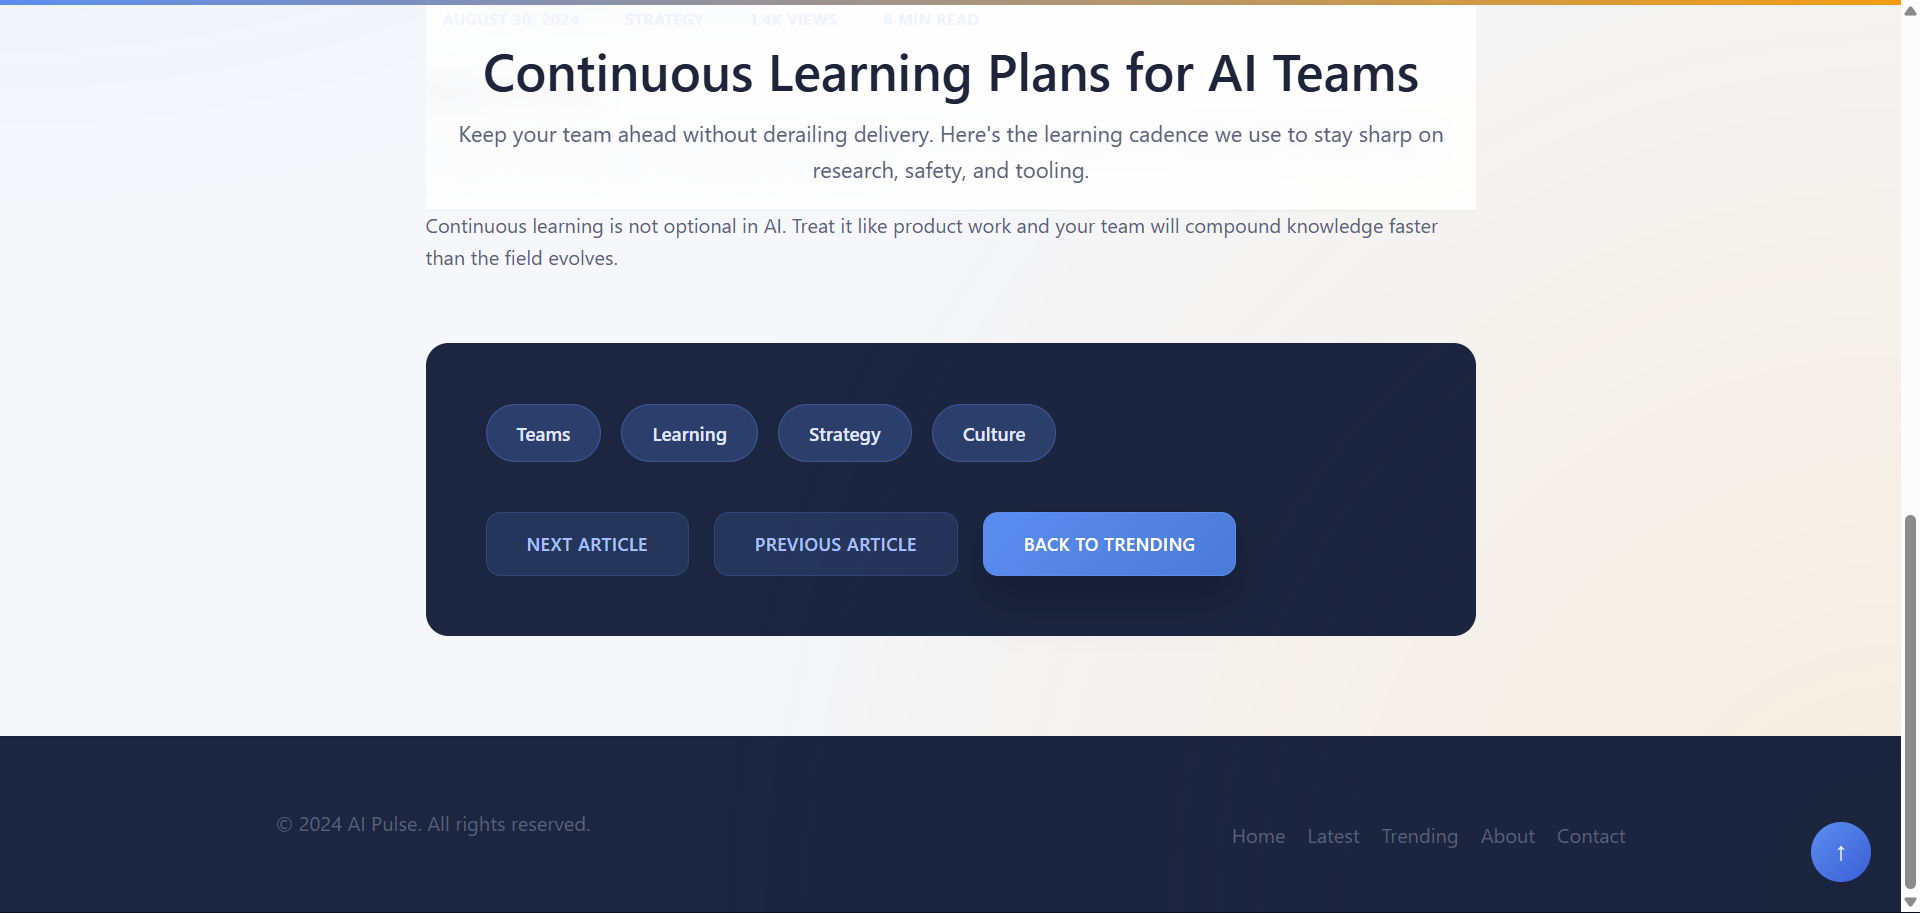 AUGUST 30, 2024 STRATEGY 1.4K VIEWS 6 MIN READ
Continuous Learning Plans for AI Teams
Keep your team ahead without derailing delivery. Here's the learning cadence we use to stay sharp on
research, safety, and tooling.
Continuous learning is not optional in AI. Treat it like product work and your team will compound knowledge faster
than the field evolves.
Teams Learning Strategy Culture
NEXT ARTICLE PREVIOUS ARTICLE BACK TO TRENDING
© 2024 AI Pulse. All rights reserved.
Home Latest Trending About Contact
↑